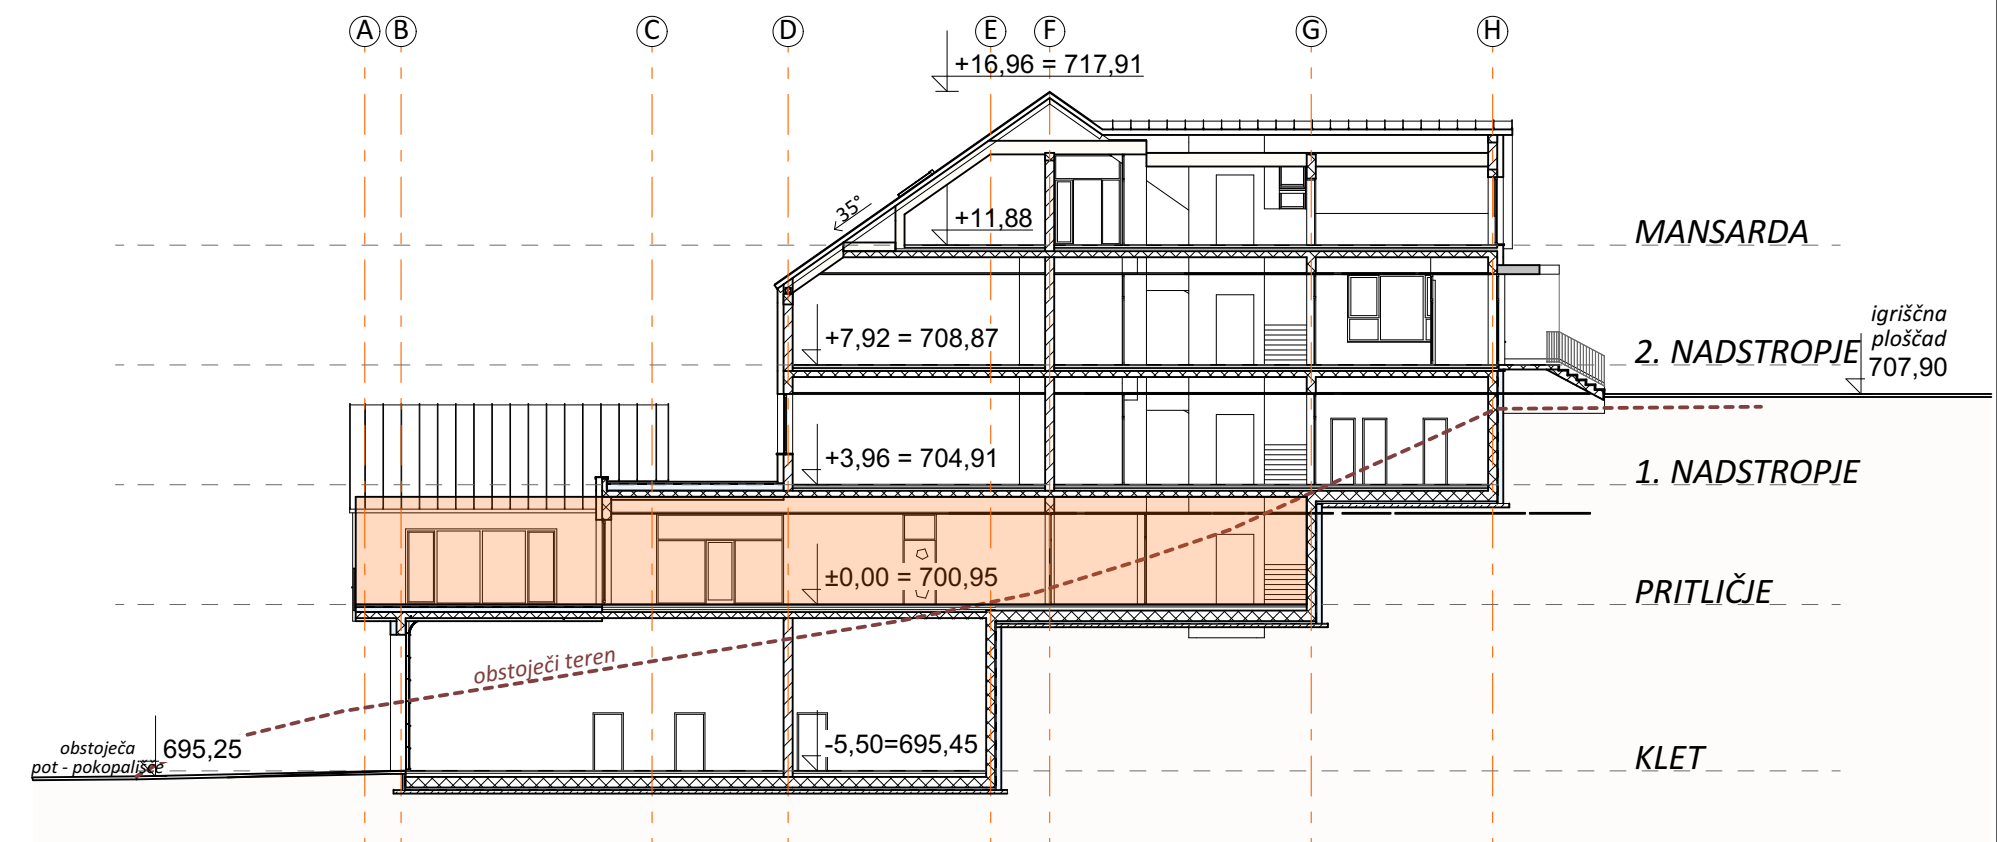 A B C D E F G H
+16,96 = 717,91
35°
+11,88
MANSARDA
igriščna
ploščad
707,90
+7,92 = 708,87
2. NADSTROPJE
+3,96 = 704,91
1. NADSTROPJE
±0,00 = 700,95
PRITLIČJE
obstoječi teren
obstoječa
pot - pokopališče
695,25
-5,50=695,45
KLET